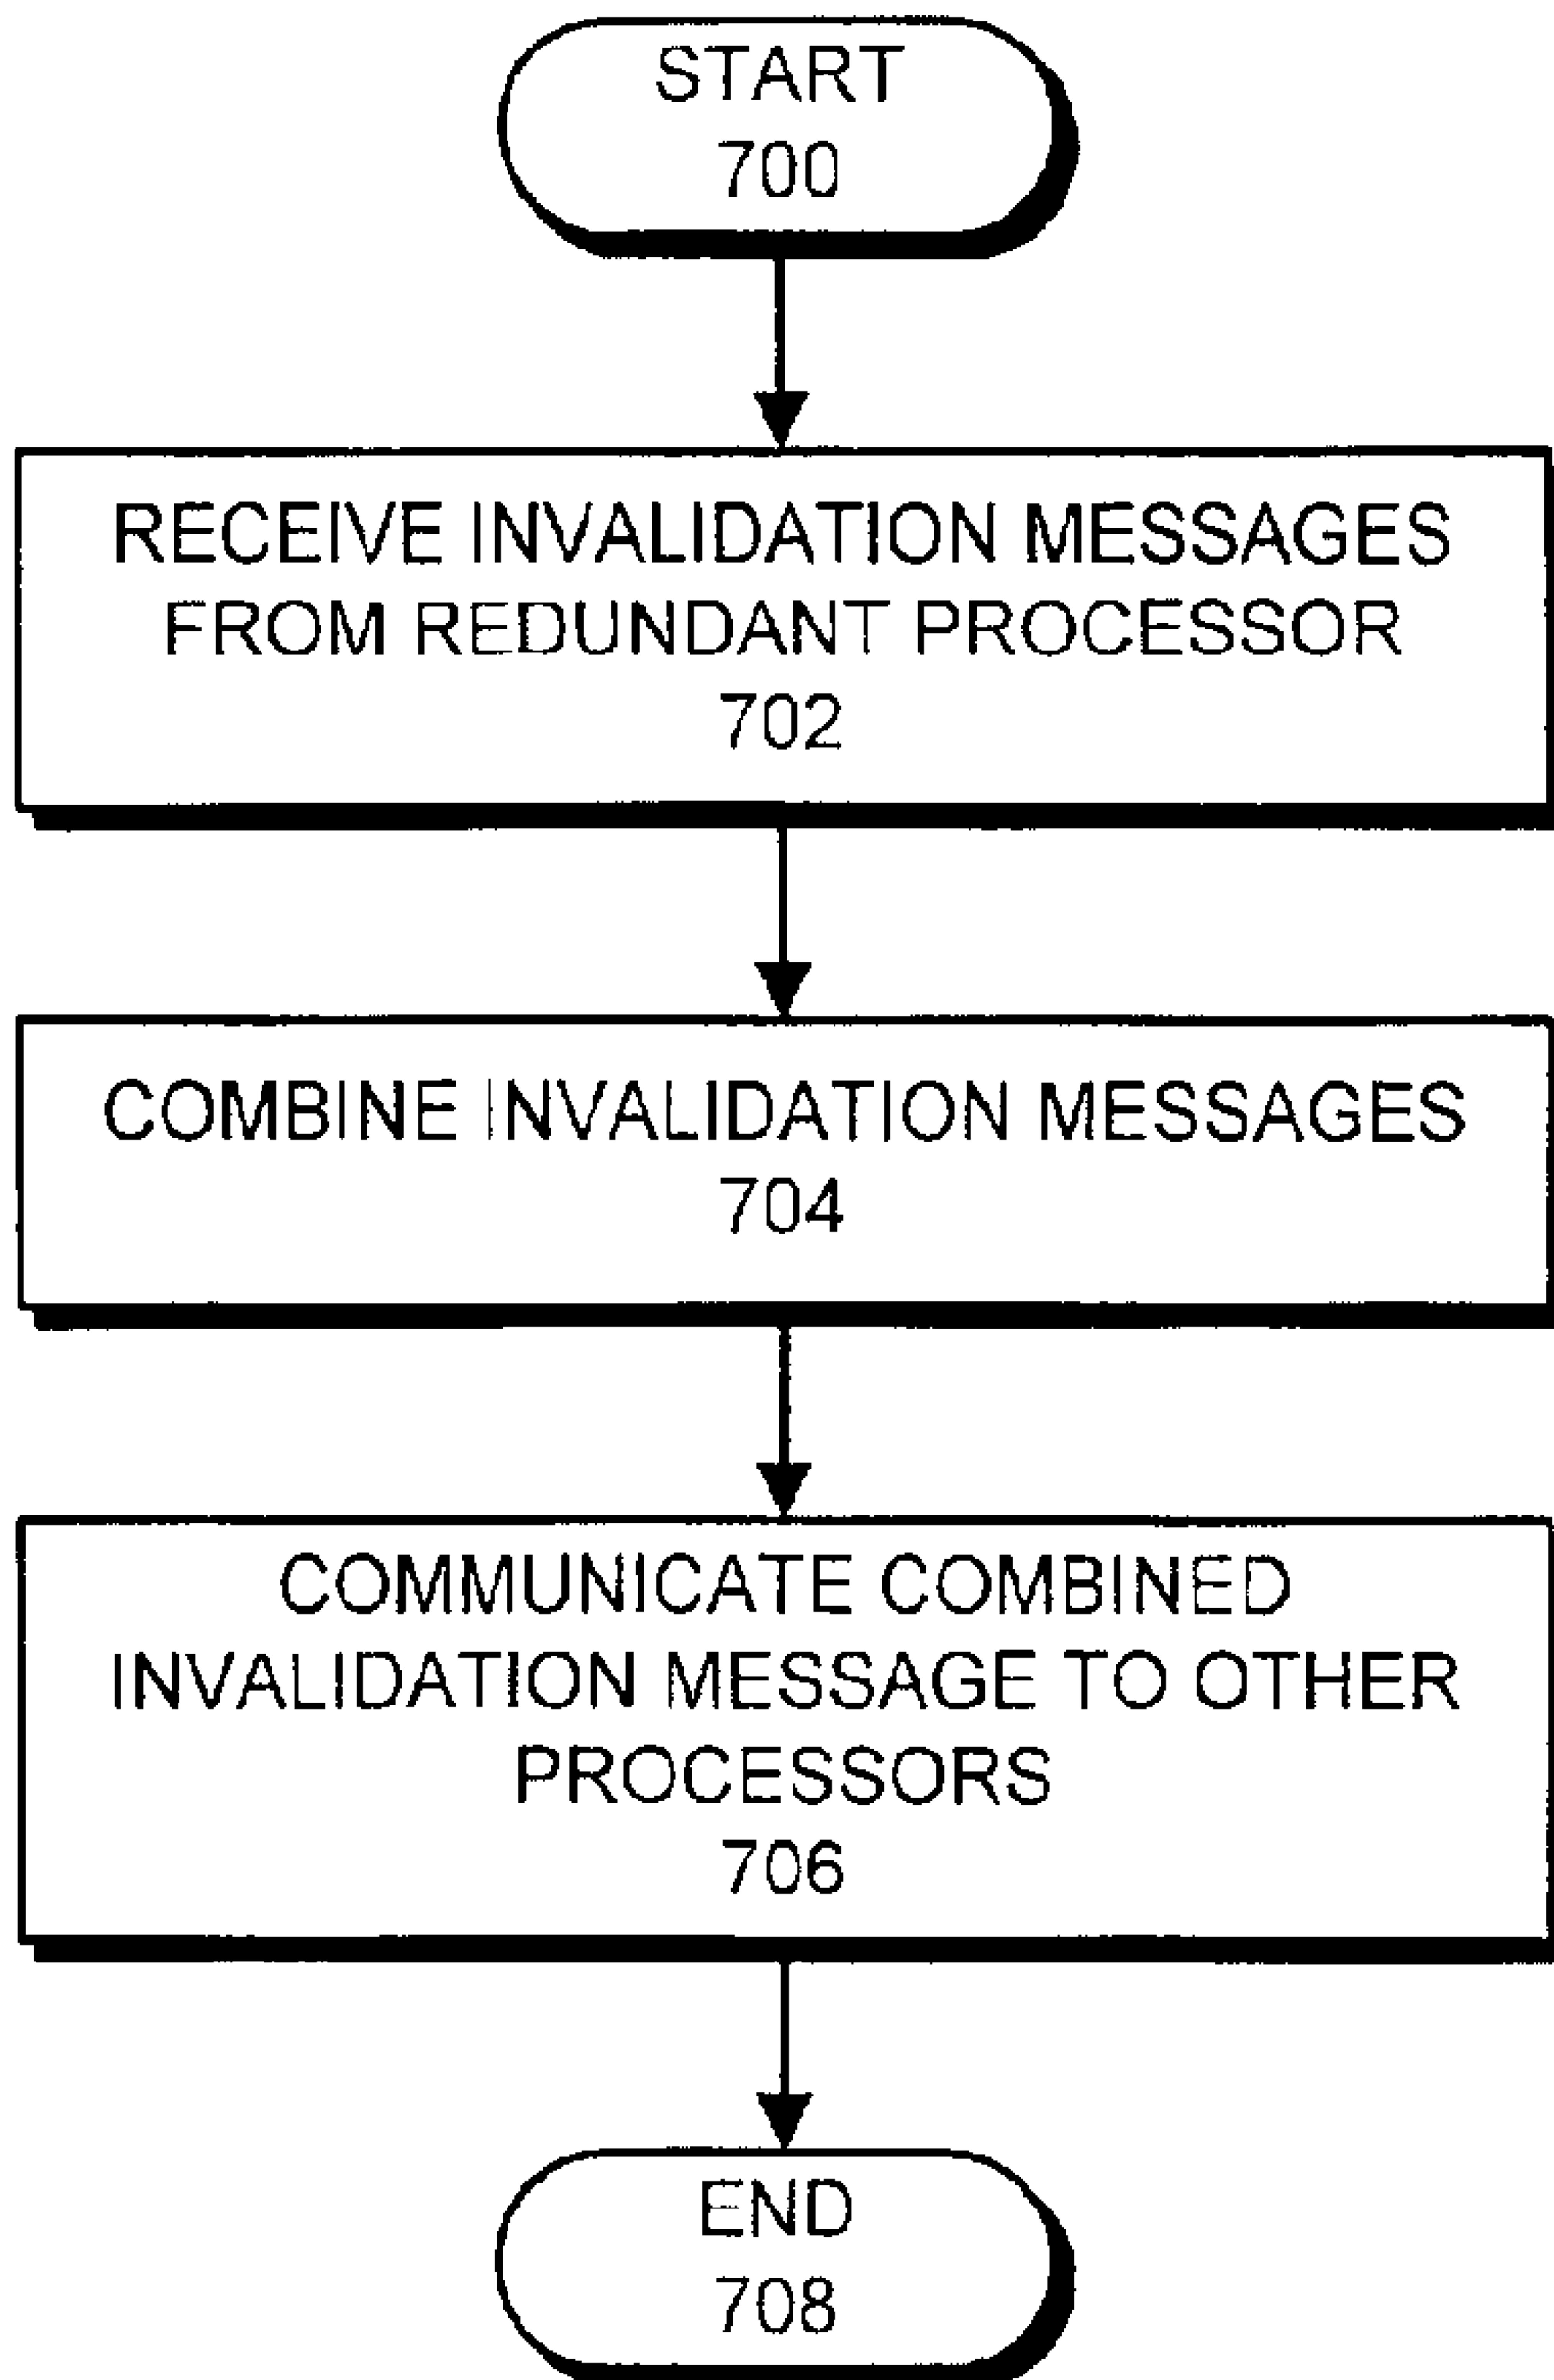 START
700
RECEIVE INVALIDATION MESSAGES
FROM REDUNDANT PROCESSOR
702
COMBINE INVALIDATION MESSAGES
704
COMMUNICATE COMBINED
INVALIDATION MESSAGE TO OTHER
PROCESSORS
706
END
708